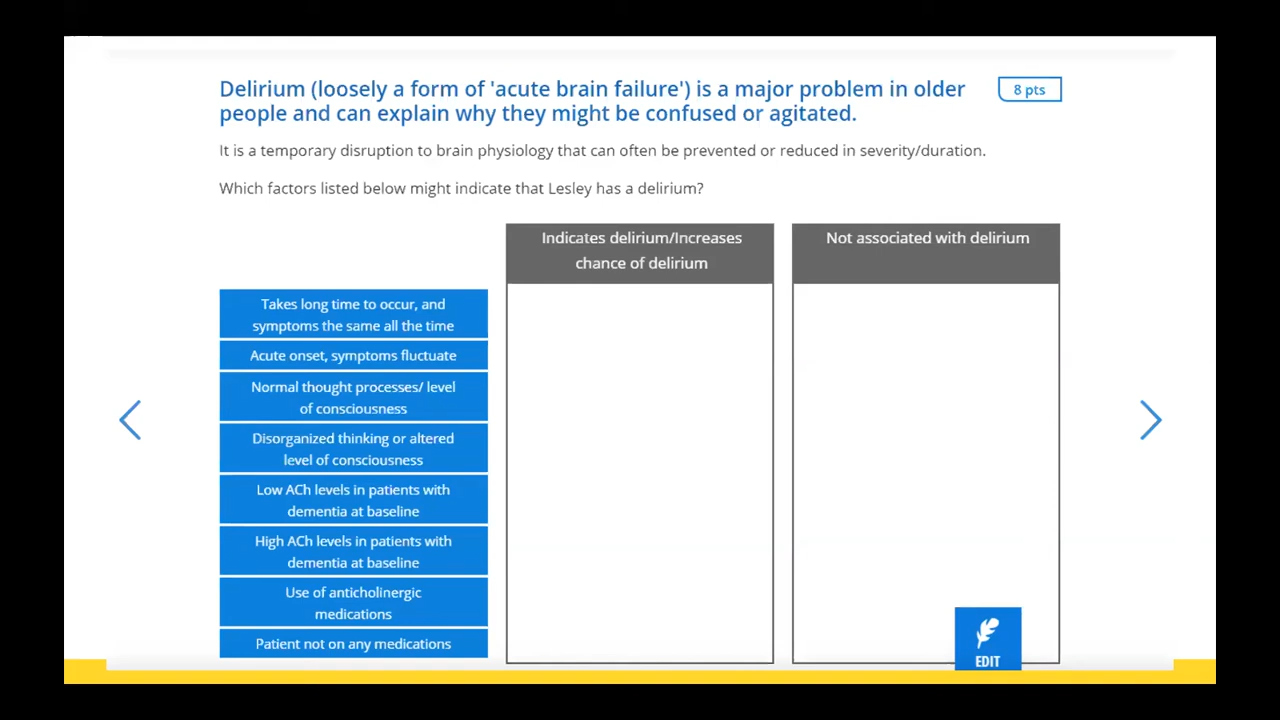 Delirium (loosely a form of 'acute brain failure') is a major problem in older
people and can explain why they might be confused or agitated.
8 pts
It is a temporary disruption to brain physiology that can often be prevented or reduced in severity/duration.
Which factors listed below might indicate that Lesley has a delirium?
Indicates delirium/Increases
chance of delirium
Not associated with delirium
Takes long time to occur, and
symptoms the same all the time
Acute onset, symptoms fluctuate
Normal thought processes/ level
of consciousness
Disorganized thinking or altered
level of consciousness
Low ACh levels in patients with
dementia at baseline
High ACh levels in patients with
dementia at baseline
Use of anticholinergic
medications
Patient not on any medications
EDIT